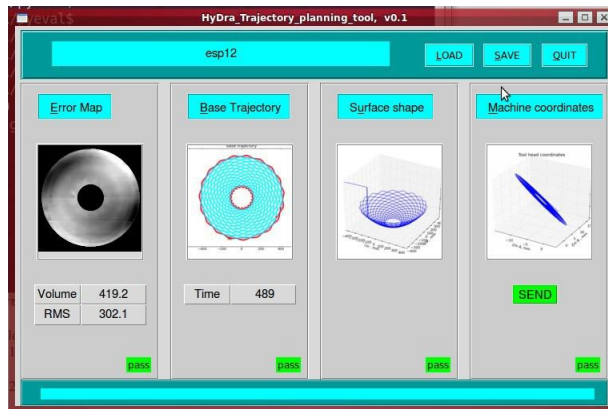 HyDra_Trajectory_planning_tool, v0.1
esp12
LOAD
SAVE
QUIT
Error Map
Base Trajectory
Surface shape
Machine coordinates
Base trajectory
Tool head coordinates
Volume 419.2
RMS 302.1
Time 489
SEND
pass
pass
pass
pass